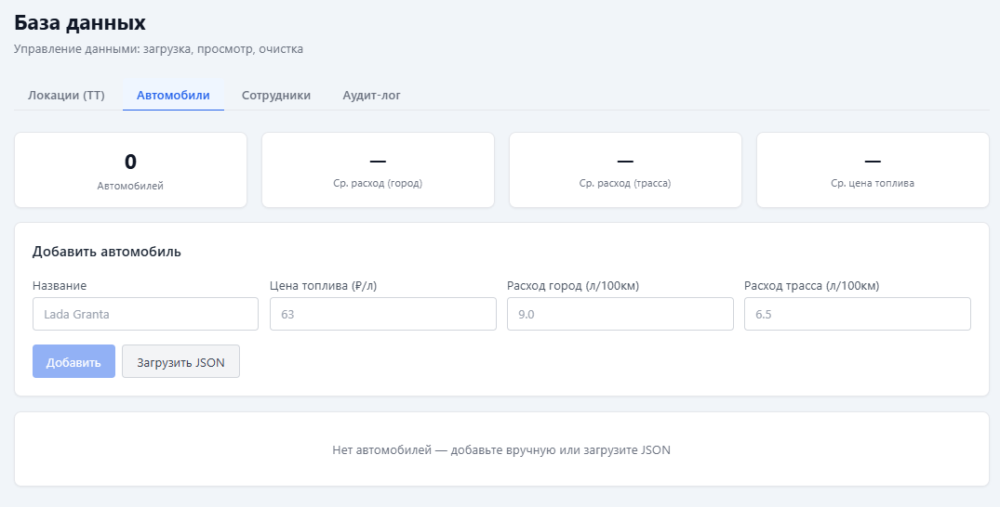 База данных
Управление данными: загрузка, просмотр, очистка
Локации (ТТ) Автомобили Сотрудники Аудит-лог
0 — — —
Автомобилей Ср. расход (город) Ср. расход (трасса) Ср. цена топлива
Добавить автомобиль
Название Цена топлива (₽/л) Расход город (л/100км) Расход трасса (л/100км)
Lada Granta 63 9.0 6.5
Добавить Загрузить JSON
Нет автомобилей — добавьте вручную или загрузите JSON